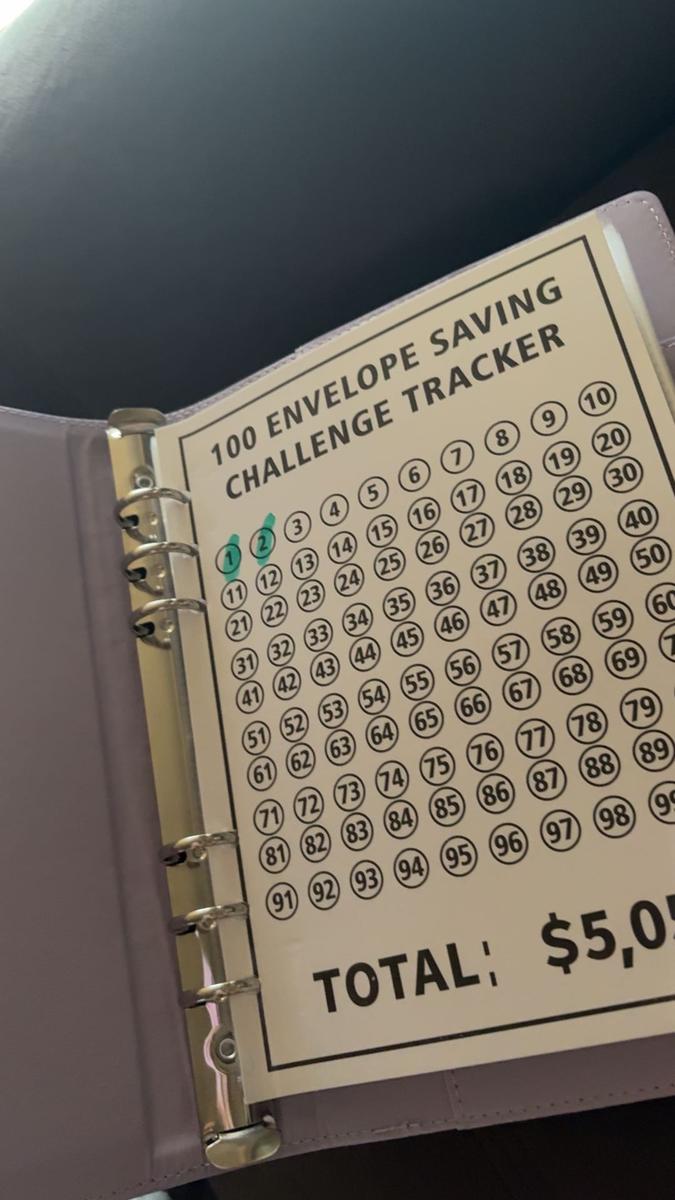 100 ENVELOPE SAVING
CHALLENGE TRACKER
1 2 3 4 5 6 7 8 9 10
11 12 13 14 15 16 17 18 19 20
21 22 23 24 25 26 27 28 29 30
31 32 33 34 35 36 37 38 39 40
41 42 43 44 45 46 47 48 49 50
51 52 53 54 55 56 57 58 59 60
61 62 63 64 65 66 67 68 69
71 72 73 74 75 76 77 78 79
81 82 83 84 85 86 87 88 89
91 92 93 94 95 96 97 98 99
TOTAL: $5,05